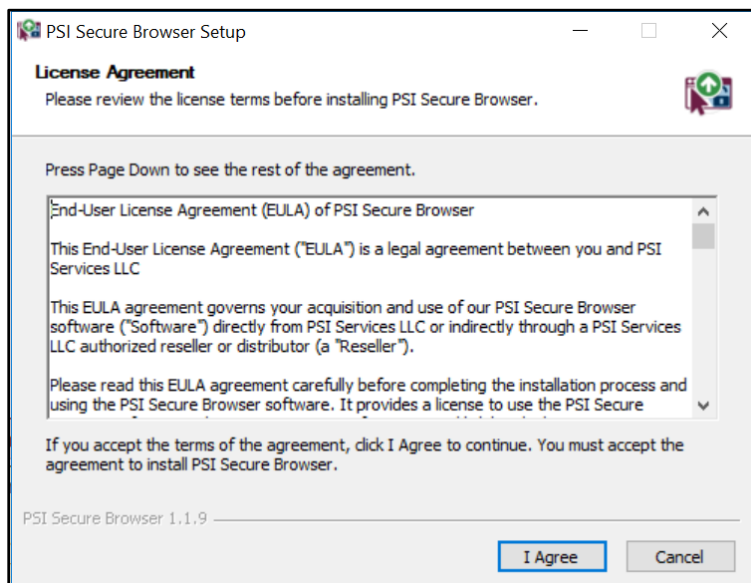 PSI Secure Browser Setup
License Agreement
Please review the license terms before installing PSI Secure Browser.
Press Page Down to see the rest of the agreement.
End-User License Agreement (EULA) of PSI Secure Browser
This End-User License Agreement ("EULA") is a legal agreement between you and PSI
Services LLC
This EULA agreement governs your acquisition and use of our PSI Secure Browser
software ("Software") directly from PSI Services LLC or indirectly through a PSI Services
LLC authorized reseller or distributor (a "Reseller").
Please read this EULA agreement carefully before completing the installation process and
using the PSI Secure Browser software. It provides a license to use the PSI Secure
If you accept the terms of the agreement, click I Agree to continue. You must accept the
agreement to install PSI Secure Browser.
PSI Secure Browser 1.1.9
I Agree
Cancel